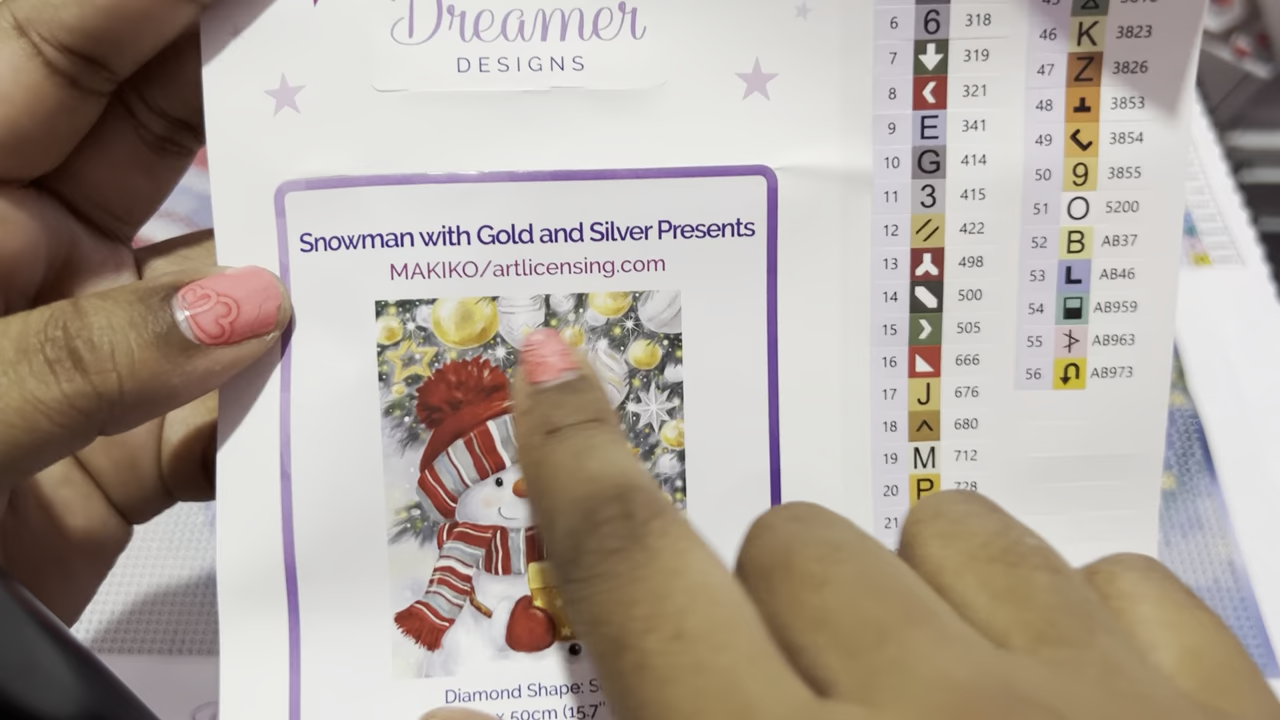 Dreamer
DESIGNS
Snowman with Gold and Silver Presents
MAKIKO/artlicensing.com
Diamond Shape:
x 50cm (15.7"
6 6 318
7 319
8 321
9 E 341
10 G 414
11 3 415
12 422
13 498
14 500
15 505
16 666
17 J 676
18 ^ 680
19 M 712
20 P 728
21
46 K 3823
47 Z 3826
48 3853
49 3854
50 9 3855
51 O 5200
52 B AB37
53 L AB46
54 AB959
55 AB963
56 AB973